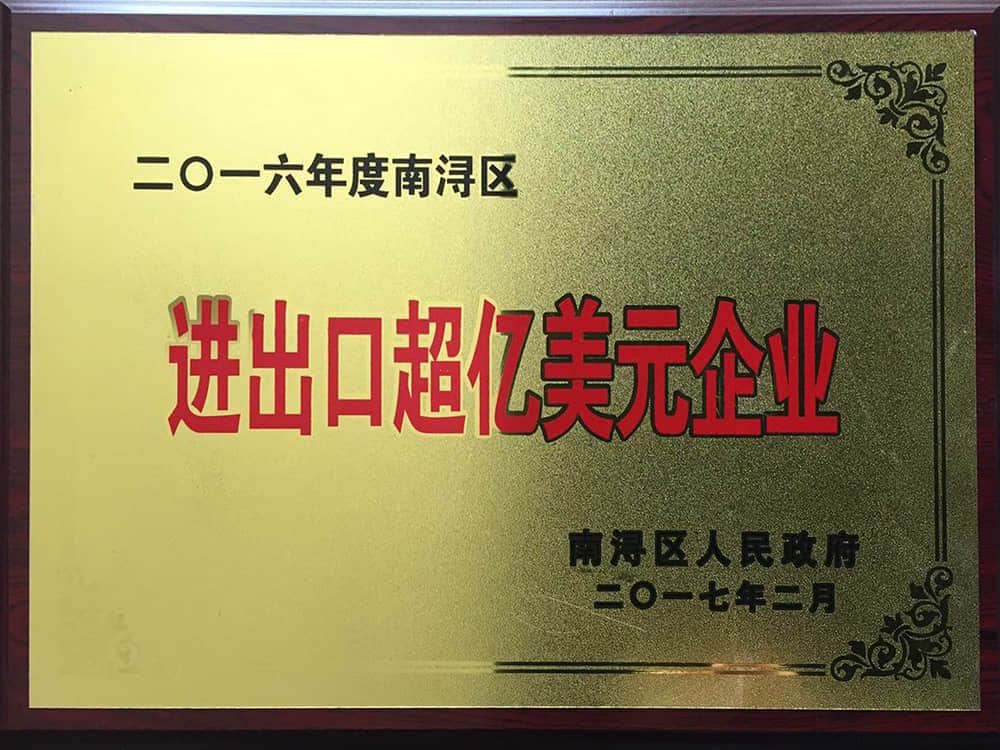 二〇一六年度南浔区
进出口超亿美元企业
南浔区人民政府
二〇一七年二月